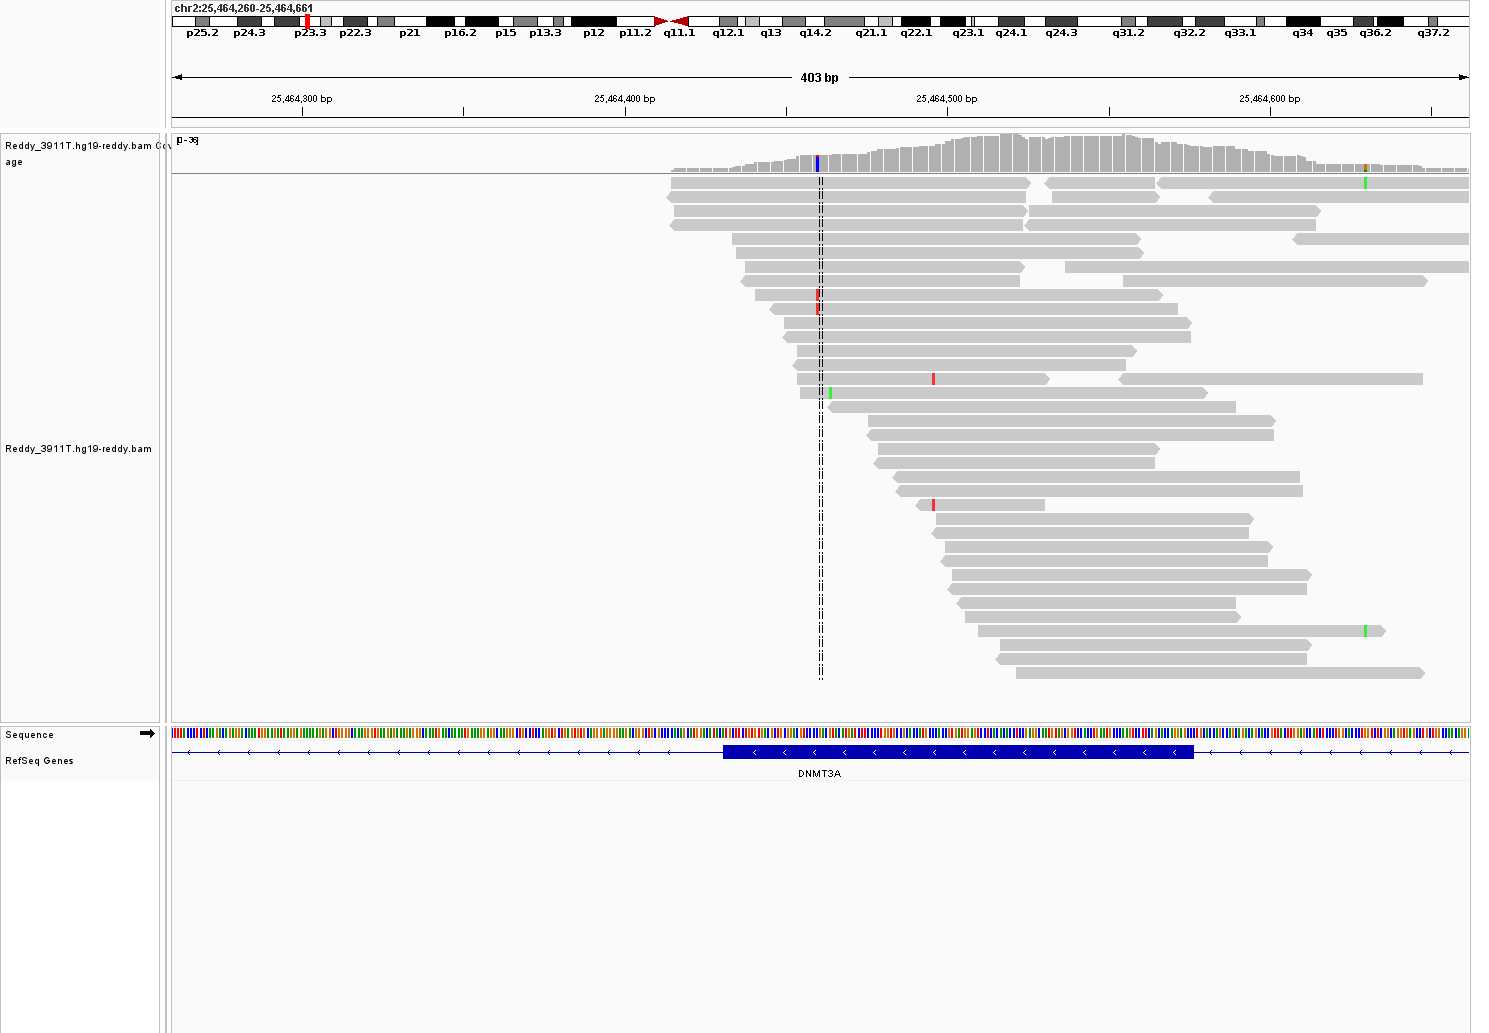 chr2:25,464,260-25,464,661
p25.2 p24.3 p23.3 p22.3 p21 p16.2 p15 p13.3 p12 p11.2 q11.1 q12.1 q13 q14.2 q21.1 q22.1 q23.1 q24.1 q24.3 q31.2 q32.2 q33.1 q34 q35 q36.2 q37.2
403 bp
25,464,300 bp 25,464,400 bp 25,464,500 bp 25,464,600 bp
[0-36]
Reddy_3911T.hg19-reddy.bam Cov
age
Reddy_3911T.hg19-reddy.bam
Sequence
RefSeq Genes
DNMT3A